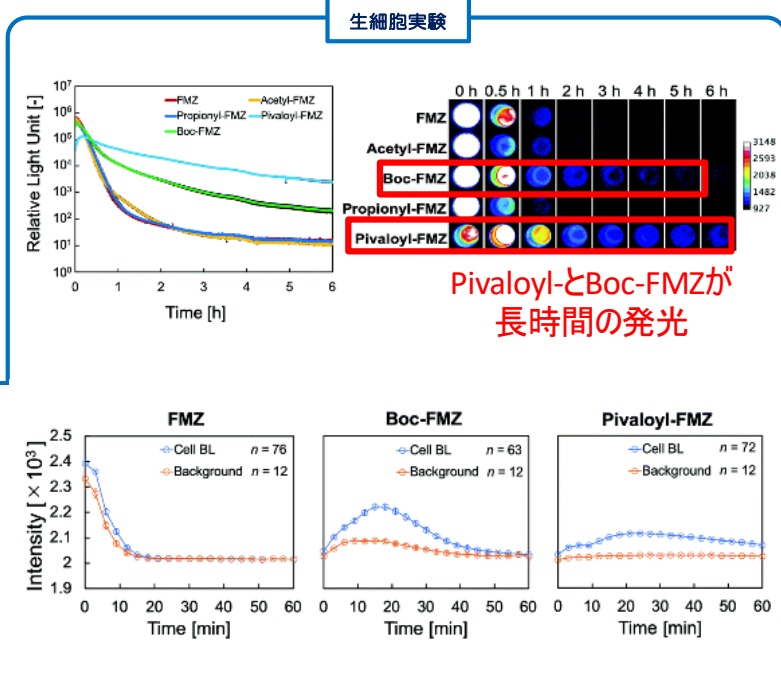 生細胞実験
10⁷
10⁶
10⁵
10⁴
10³
10²
10¹
10⁰
Relative Light Unit [-]
FMZ
Acetyl-FMZ
Propionyl-FMZ
Pivaloyl-FMZ
Boc-FMZ
0 1 2 3 4 5 6
Time [h]
0 h 0.5 h 1 h 2 h 3 h 4 h 5 h 6 h
FMZ
Acetyl-FMZ
Boc-FMZ
Propionyl-FMZ
Pivaloyl-FMZ
3148
2593
2038
1482
927
Pivaloyl-とBoc-FMZが
長時間の発光
Intensity [×10³]
2.5
2.4
2.3
2.2
2.1
2
1.9
FMZ
Cell BL n = 76
Background n = 12
0 10 20 30 40 50 60
Time [min]
Boc-FMZ
Cell BL n = 63
Background n = 12
0 10 20 30 40 50 60
Time [min]
Pivaloyl-FMZ
Cell BL n = 72
Background n = 12
0 10 20 30 40 50 60
Time [min]